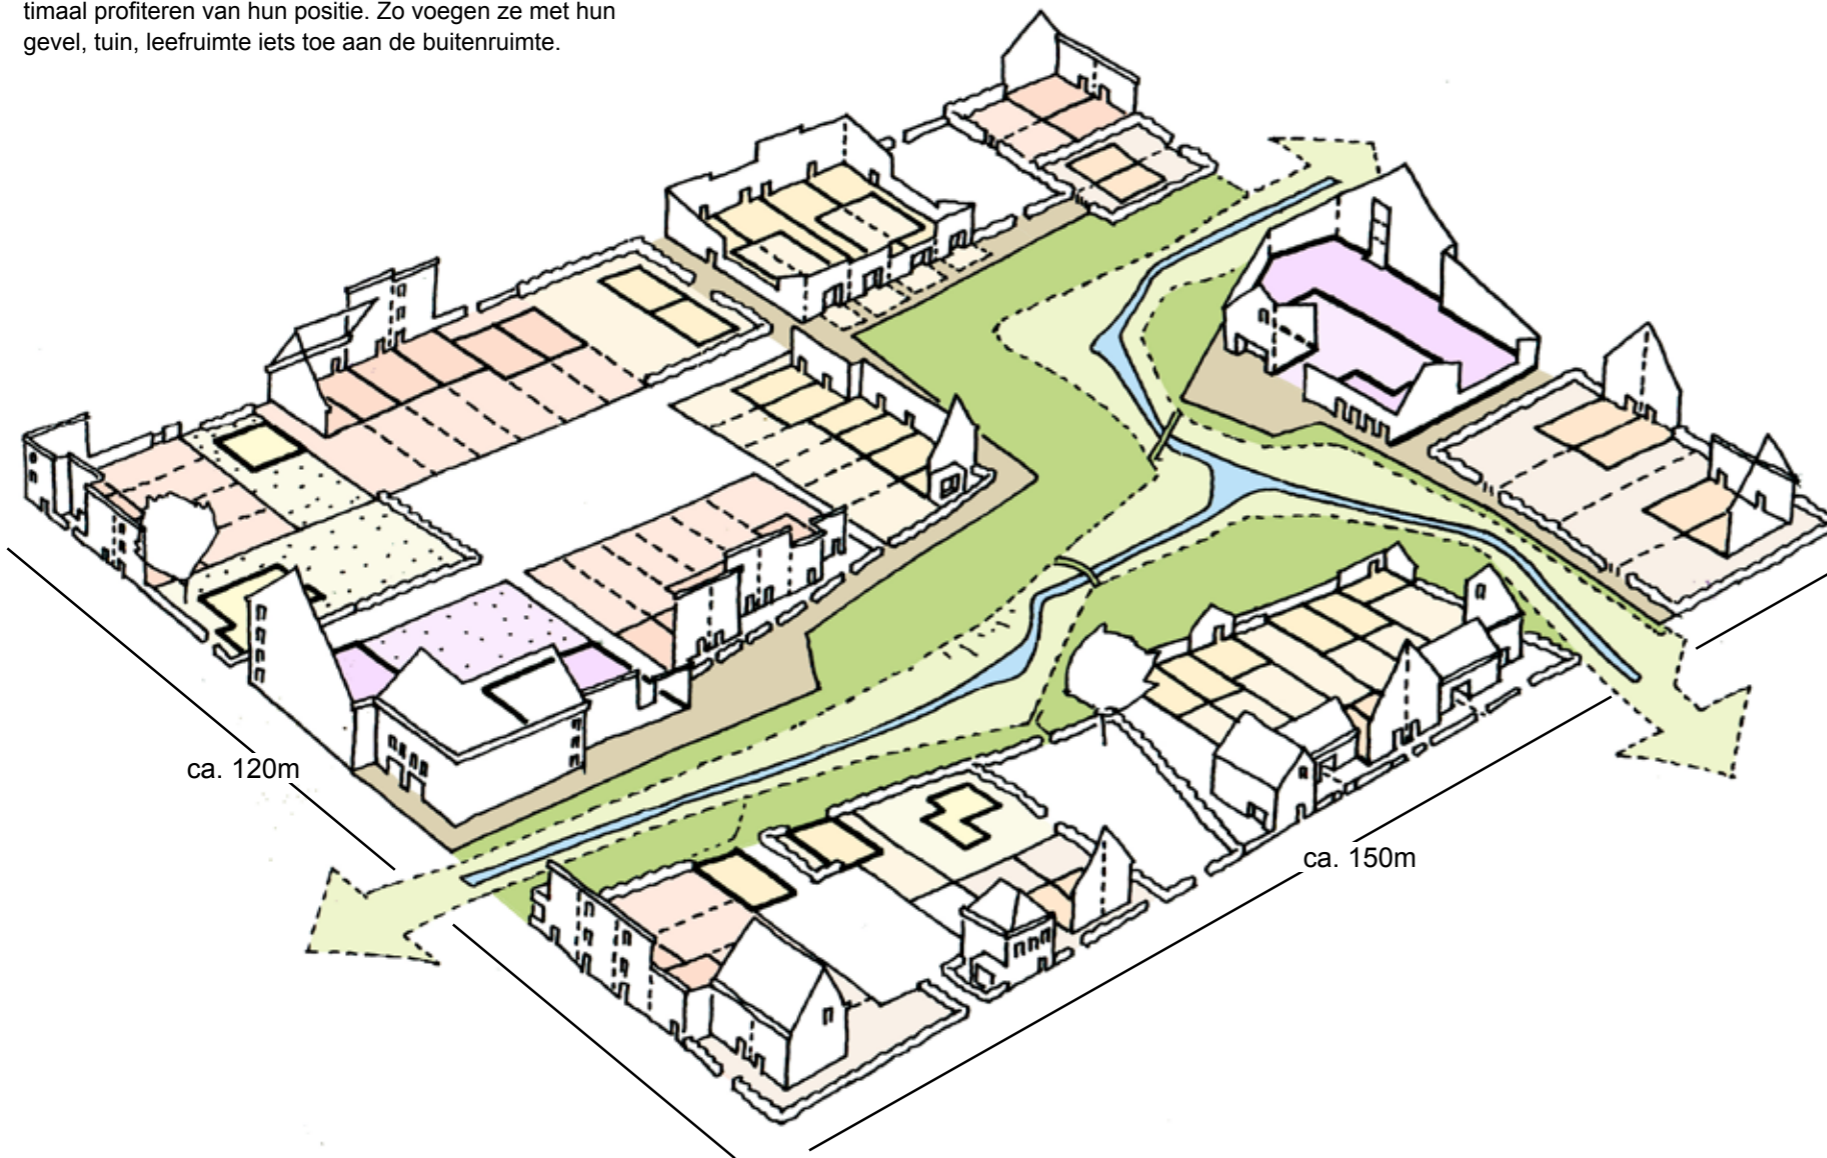 timaal profiteren van hun positie. Zo voegen ze met hun
gevel, tuin, leefruimte iets toe aan de buitenruimte.
ca. 120m
ca. 150m